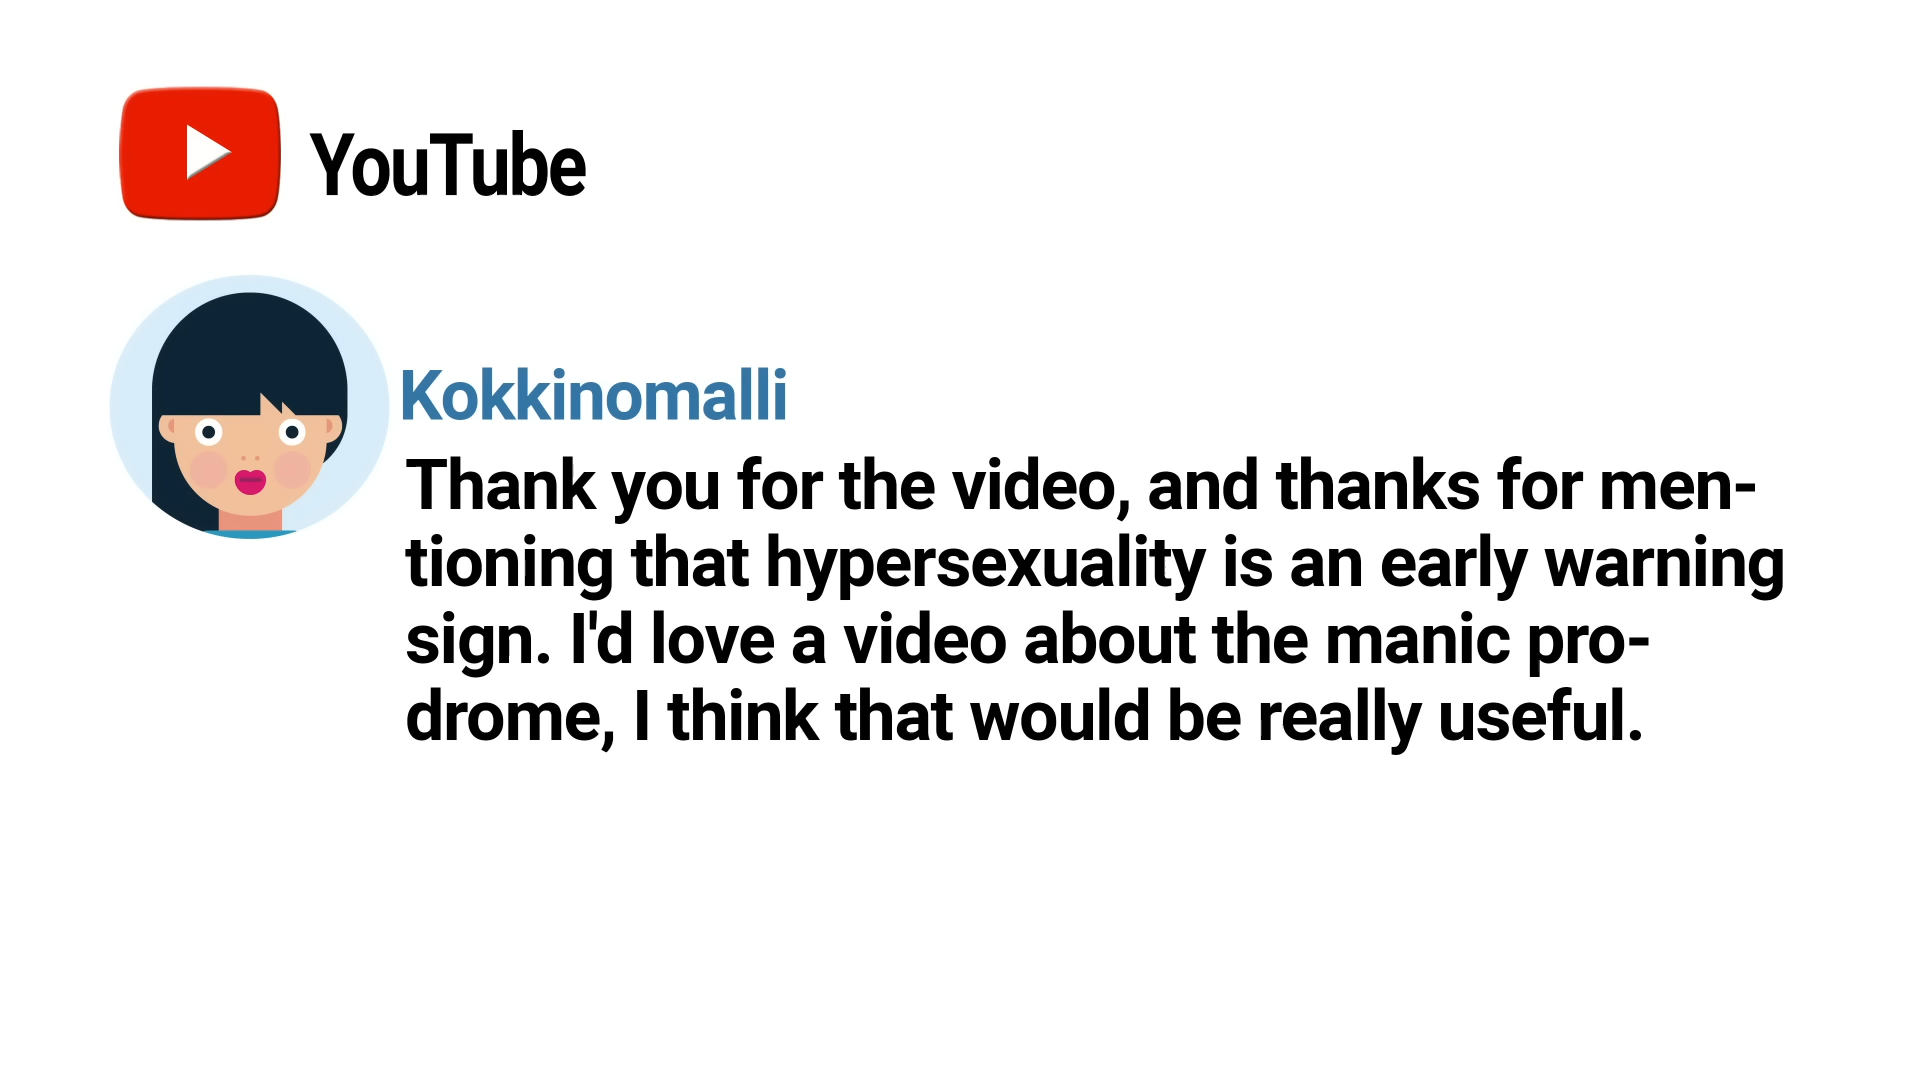 YouTube
Kokkinomalli
Thank you for the video, and thanks for men-
tioning that hypersexuality is an early warning
sign. I'd love a video about the manic pro-
drome, I think that would be really useful.